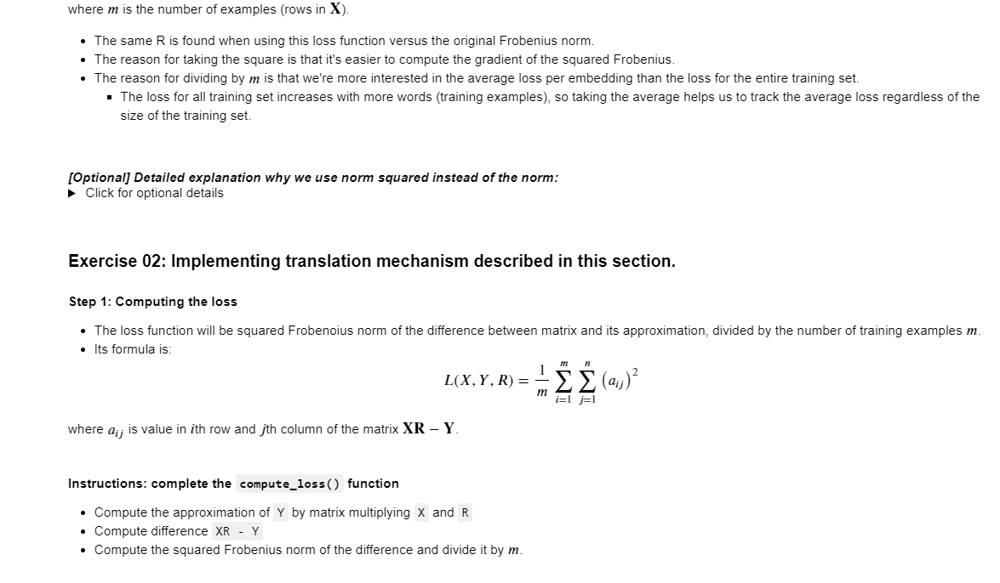 where m is the number of examples (rows in X).
• The same R is found when using this loss function versus the original Frobenius norm.
• The reason for taking the square is that it's easier to compute the gradient of the squared Frobenius.
• The reason for dividing by m is that we're more interested in the average loss per embedding than the loss for the entire training set.
▪ The loss for all training set increases with more words (training examples), so taking the average helps us to track the average loss regardless of the
size of the training set.
[Optional] Detailed explanation why we use norm squared instead of the norm:
▶ Click for optional details
Exercise 02: Implementing translation mechanism described in this section.
Step 1: Computing the loss
• The loss function will be squared Frobenoius norm of the difference between matrix and its approximation, divided by the number of training examples m.
• Its formula is:
L(X, Y, R) = \frac{1}{m} \sum_{i=1}^{m} \sum_{j=1}^{n} (a_{ij})^2
where a_{ij} is value in ith row and jth column of the matrix XR − Y.
Instructions: complete the compute_loss() function
• Compute the approximation of Y by matrix multiplying X and R
• Compute difference XR - Y
• Compute the squared Frobenius norm of the difference and divide it by m.